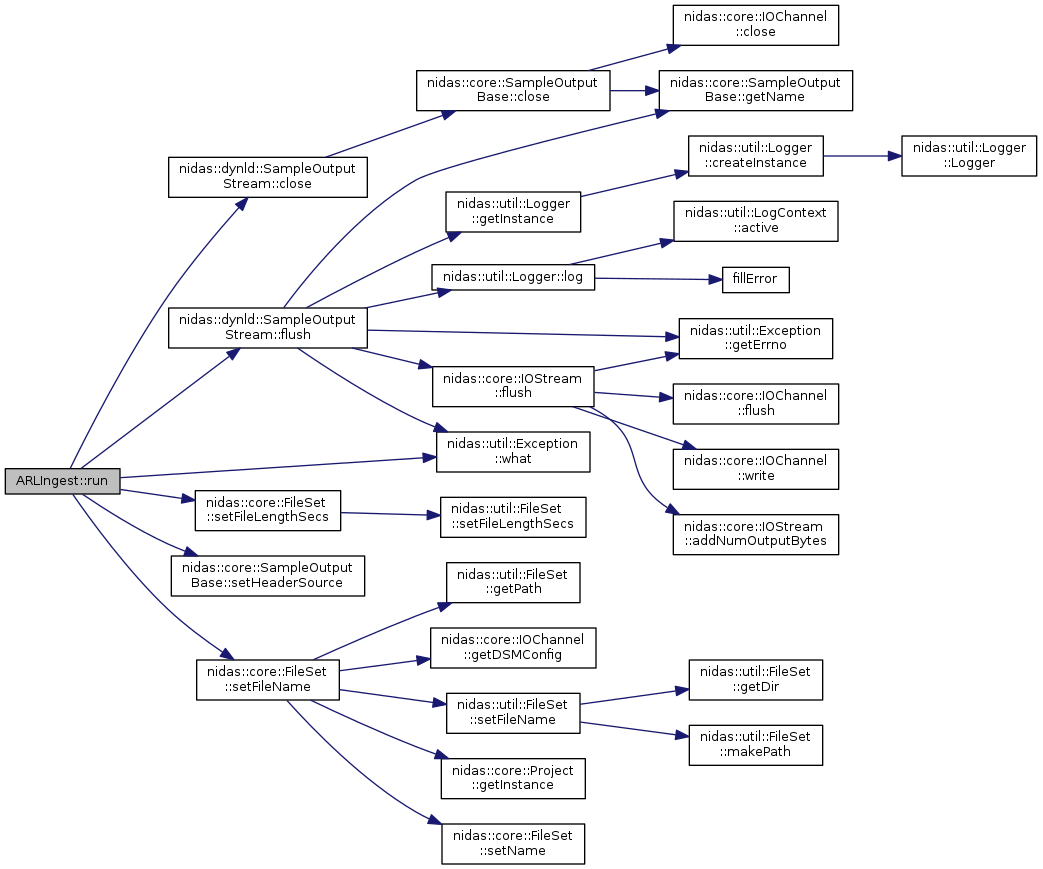 ARLIngest::run
nidas::dynld::SampleOutput
Stream::close
nidas::core::SampleOutput
Base::close
nidas::core::IOChannel
::close
nidas::core::SampleOutput
Base::getName
nidas::dynld::SampleOutput
Stream::flush
nidas::util::Logger
::getInstance
nidas::util::Logger
::createInstance
nidas::util::Logger
::Logger
nidas::util::Logger::log
nidas::util::LogContext
::active
fillError
nidas::util::Exception
::getErrno
nidas::core::IOStream
::flush
nidas::core::IOChannel
::flush
nidas::core::IOChannel
::write
nidas::core::IOStream
::addNumOutputBytes
nidas::util::Exception
::what
nidas::core::FileSet
::setFileLengthSecs
nidas::util::FileSet
::setFileLengthSecs
nidas::core::SampleOutput
Base::setHeaderSource
nidas::core::FileSet
::setFileName
nidas::util::FileSet
::getPath
nidas::core::IOChannel
::getDSMConfig
nidas::util::FileSet
::setFileName
nidas::util::FileSet
::getDir
nidas::util::FileSet
::makePath
nidas::core::Project
::getInstance
nidas::core::FileSet
::setName